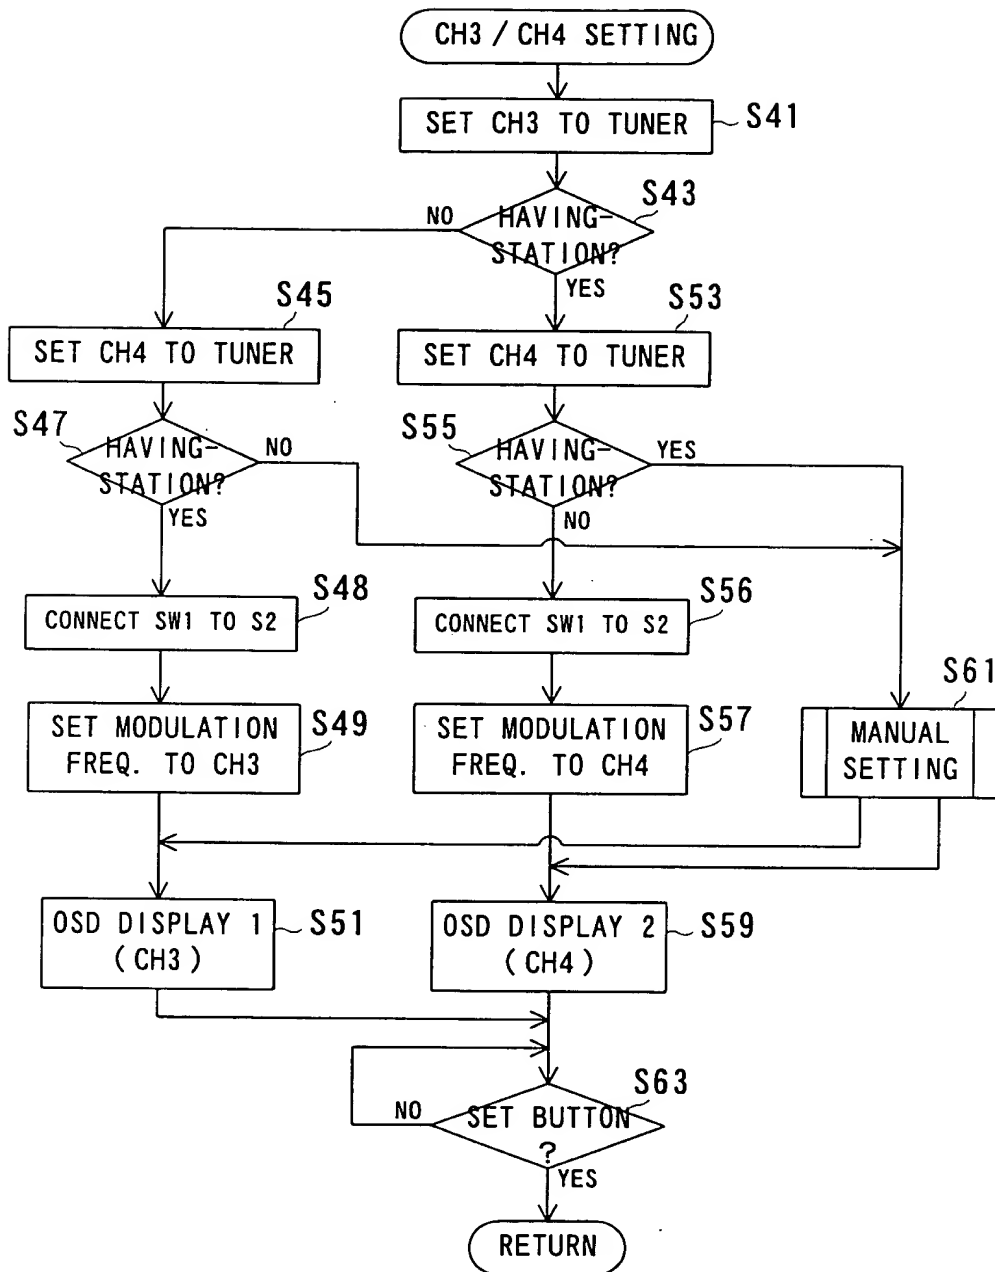 CH3 / CH4 SETTING
SET CH3 TO TUNER
S41
S43
NO
HAVING-
STATION?
YES
S45
S53
SET CH4 TO TUNER
SET CH4 TO TUNER
S47
HAVING-
STATION?
NO
YES
S55
HAVING-
STATION?
YES
NO
S48
CONNECT SW1 TO S2
S56
CONNECT SW1 TO S2
S49
SET MODULATION
FREQ. TO CH3
S57
SET MODULATION
FREQ. TO CH4
S61
MANUAL
SETTING
OSD DISPLAY 1
(CH3)
S51
OSD DISPLAY 2
(CH4)
S59
S63
NO
SET BUTTON
?
YES
RETURN